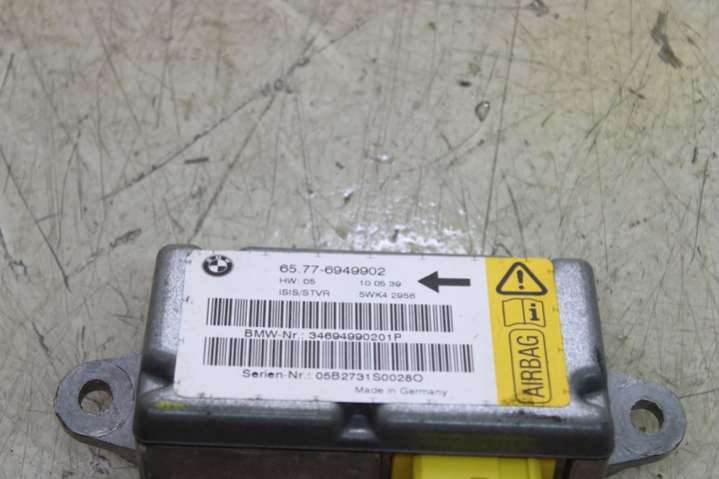 65.77-6949902
HW: 05 10 05 39
ISIS/STVR 5WK4 2956
BMW-Nr.: 34694990201P
Serien-Nr.: 05B2731S0028O
Made in Germany
AIRBAG
i